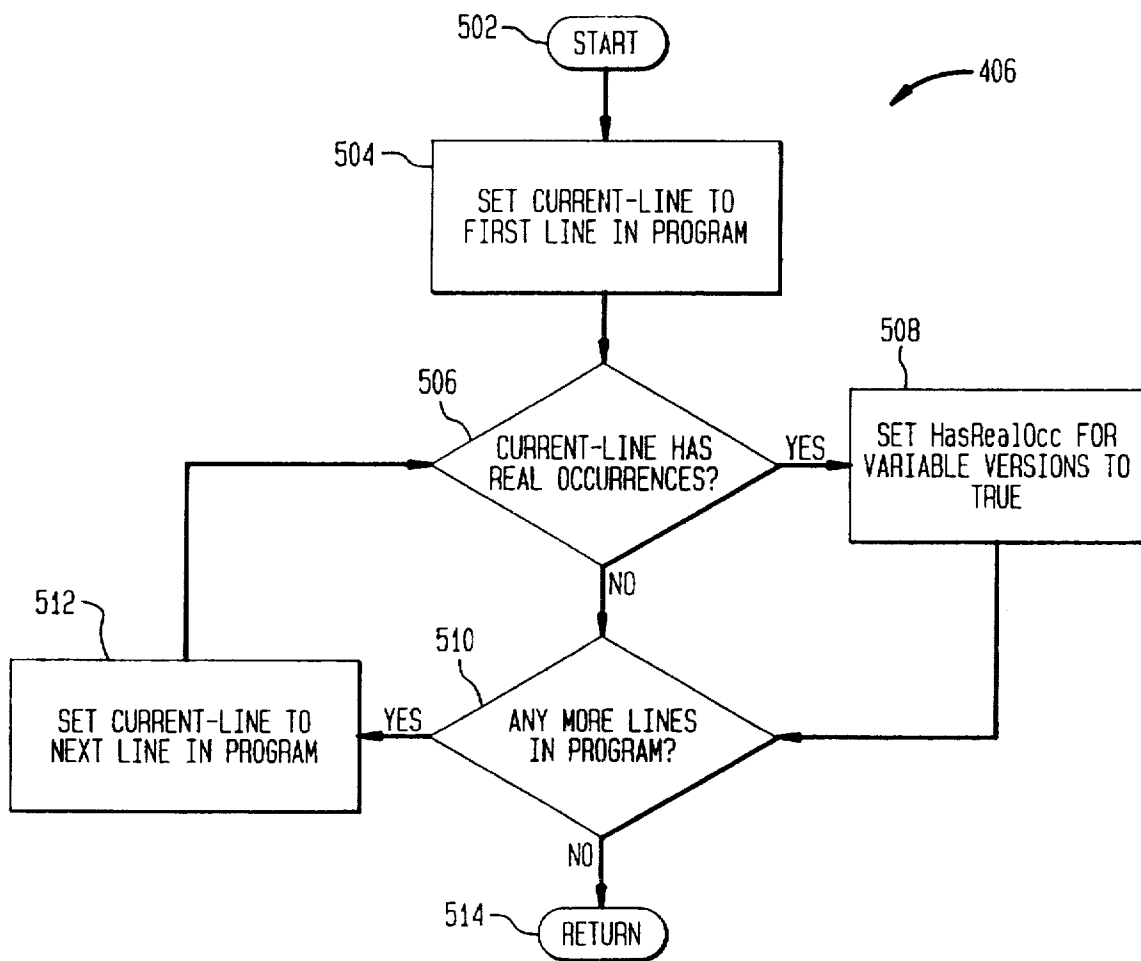 502
START
406
504
SET CURRENT-LINE TO
FIRST LINE IN PROGRAM
506
CURRENT-LINE HAS
REAL OCCURRENCES?
YES
508
SET HasRealOcc FOR
VARIABLE VERSIONS TO
TRUE
NO
512
SET CURRENT-LINE TO
NEXT LINE IN PROGRAM
YES
510
ANY MORE LINES
IN PROGRAM?
NO
514
RETURN